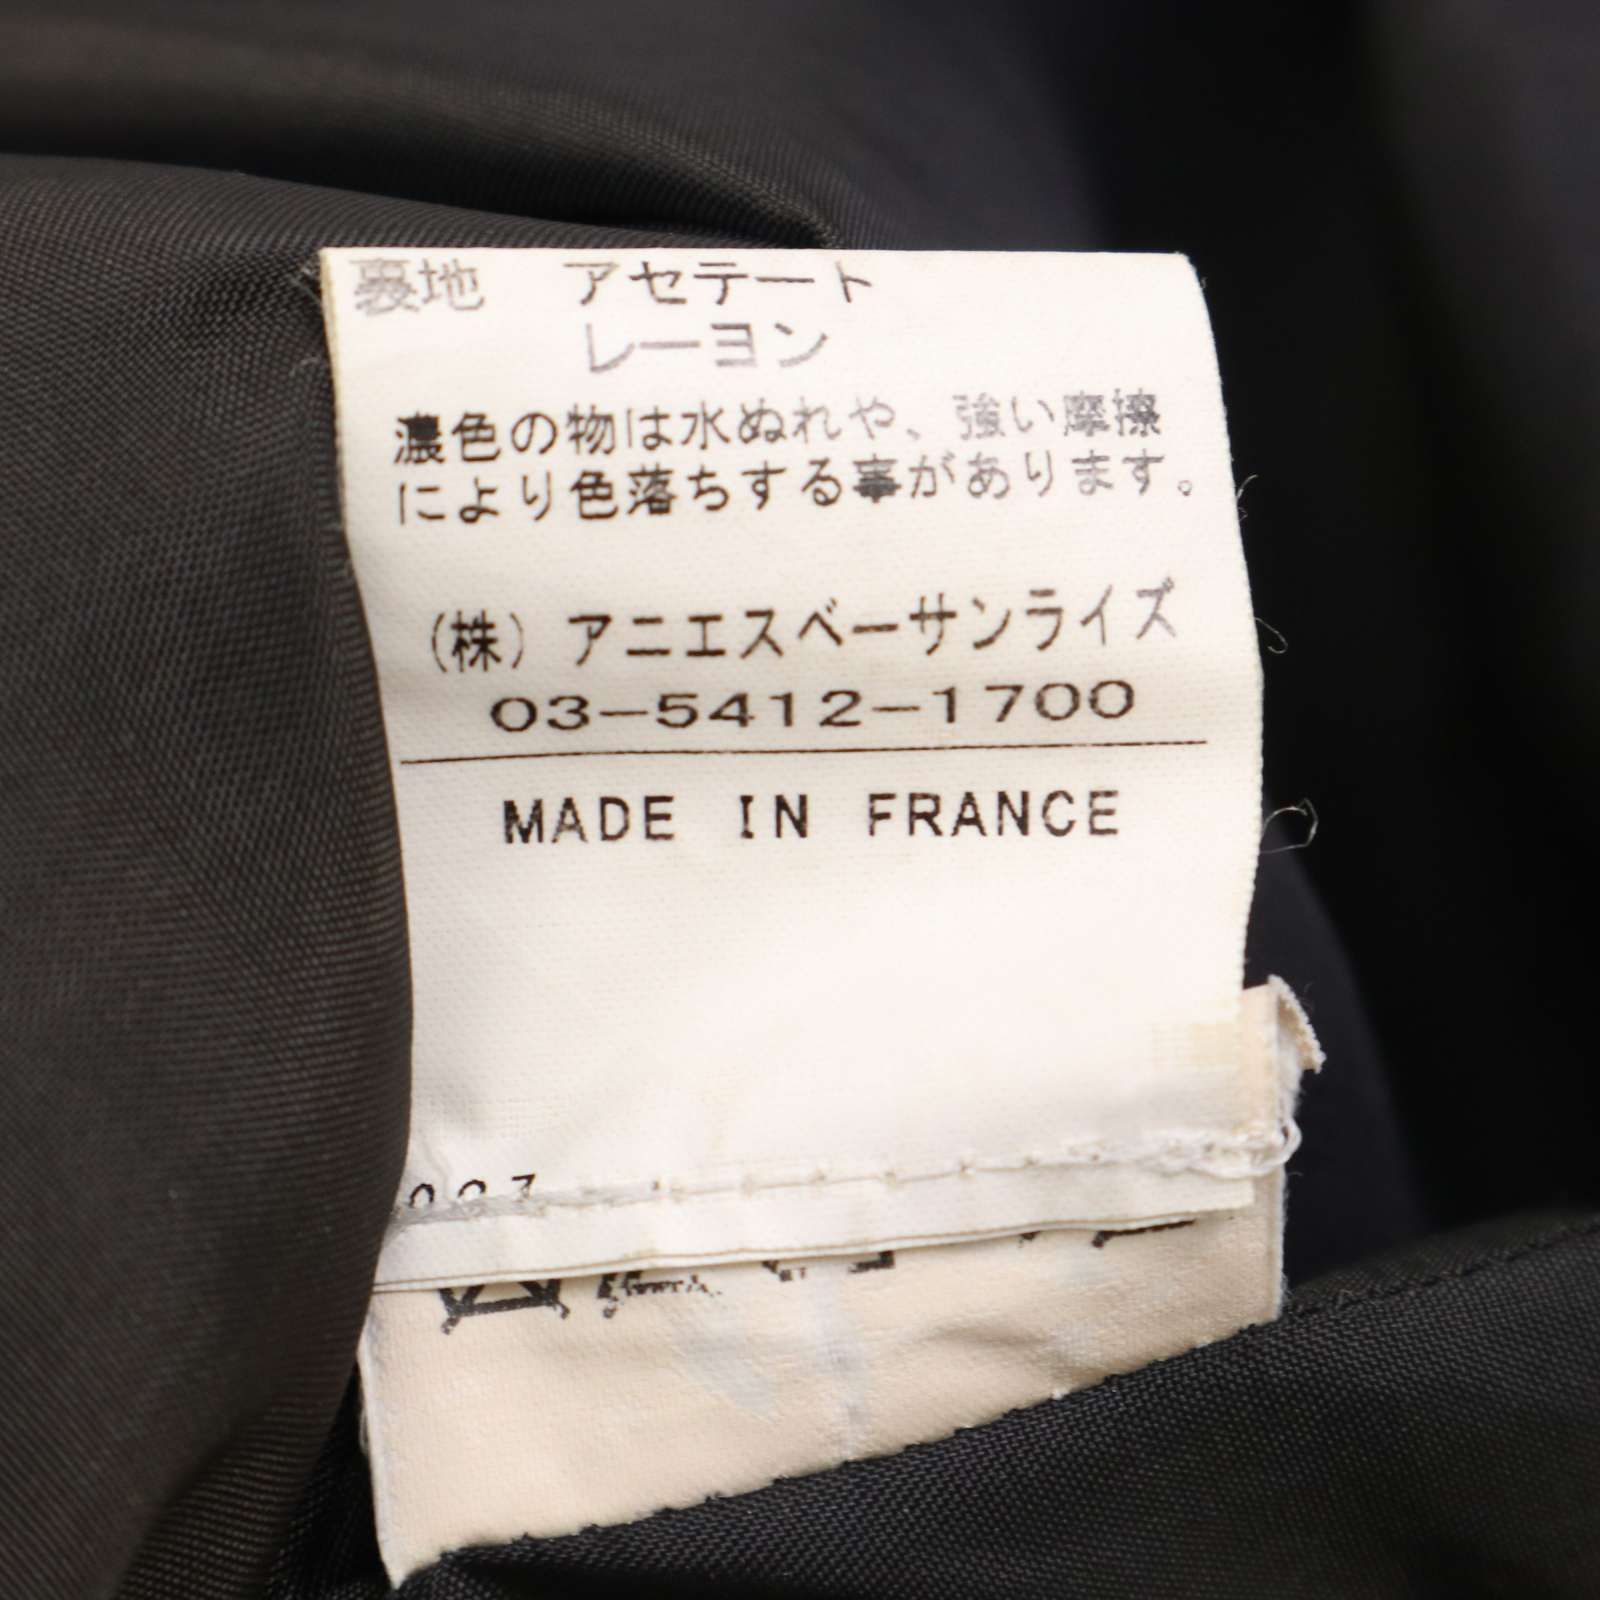 裏地 アセテート
レーヨン
濃色の物は水ぬれや、強い摩擦
により色落ちする事があります。
(株) アニエスベーサンライズ
03-5412-1700
MADE IN FRANCE